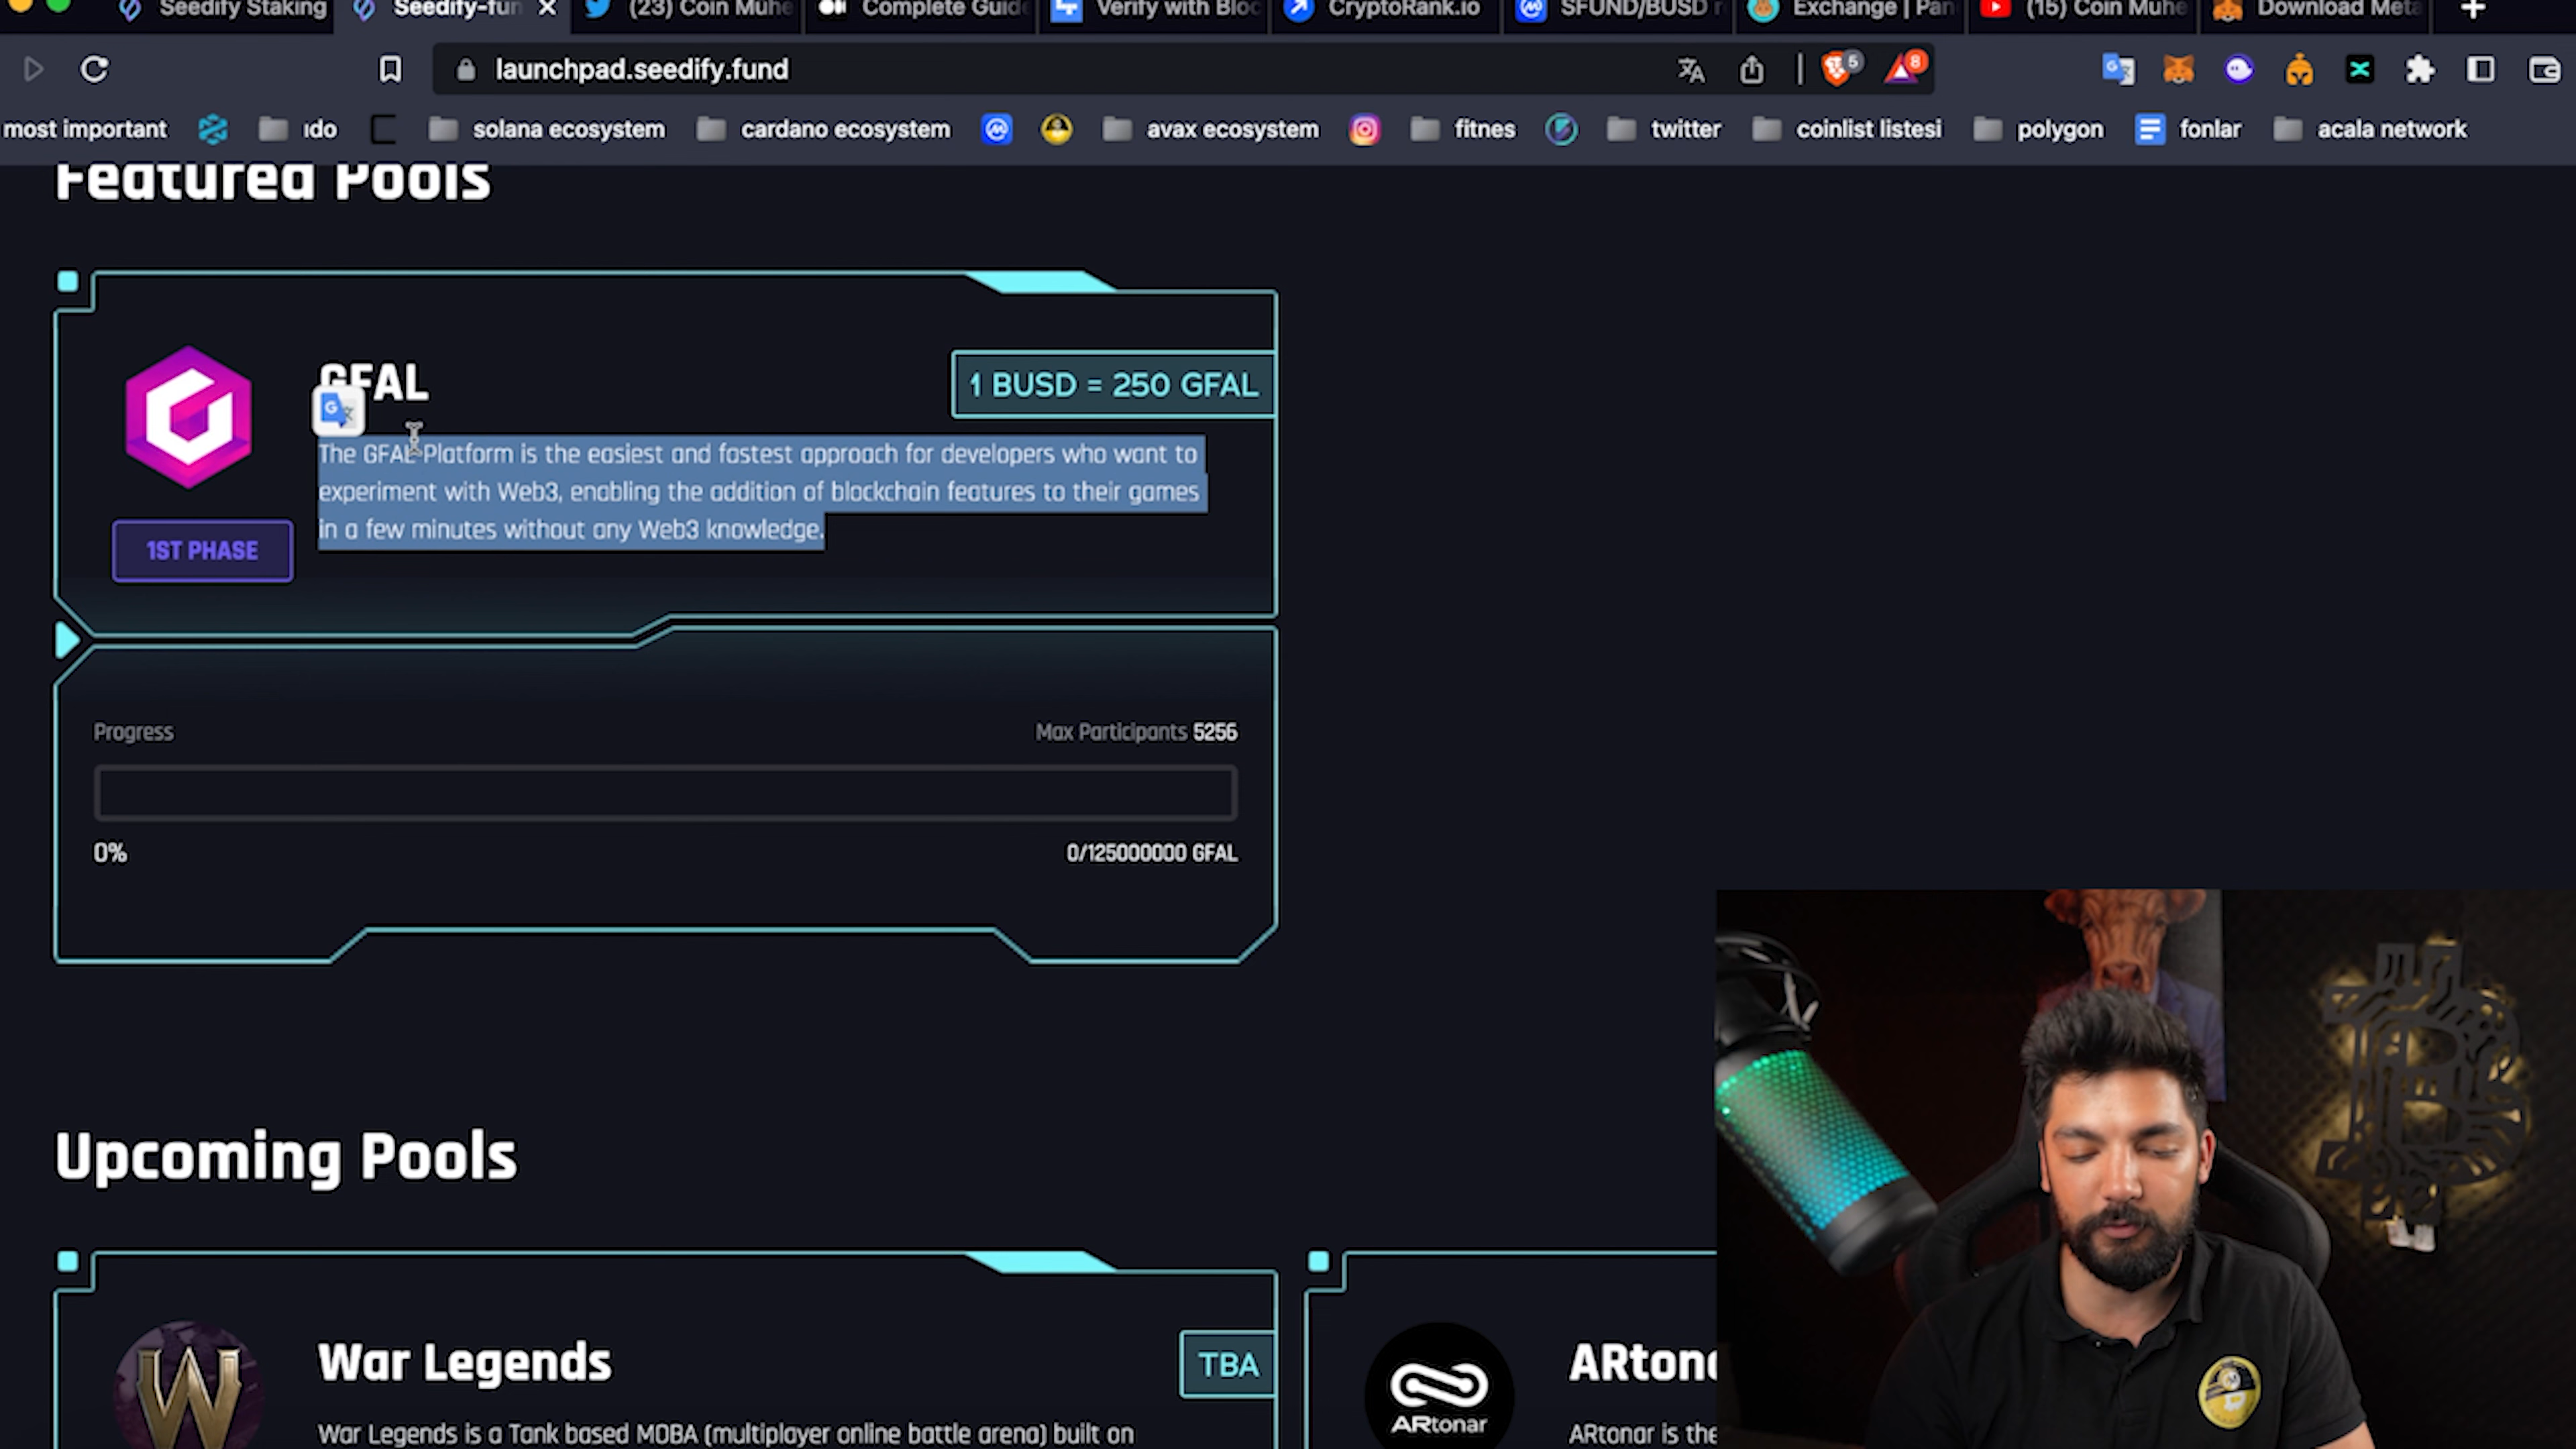 Seedify Staking
Seedify-fun
(23) Coin Muhe
Complete Guide
Verify with Bloc
CryptoRank.io
SFUND/BUSD
Exchange | Pan
(15) Coin Muhe
Download Meta
launchpad.seedify.fund
5
8
most important
ıdo
solana ecosystem
cardano ecosystem
avax ecosystem
fitnes
twitter
coinlist listesi
polygon
fonlar
acala network
Featured Pools
GFAL
1 BUSD = 250 GFAL
The GFAL Platform is the easiest and fastest approach for developers who want to
experiment with Web3, enabling the addition of blockchain features to their games
in a few minutes without any Web3 knowledge.
1ST PHASE
Progress
Max Participants 5256
0%
0/125000000 GFAL
Upcoming Pools
War Legends
TBA
War Legends is a Tank based MOBA (multiplayer online battle arena) built on
ARtonar
ARtona
ARtonar is the